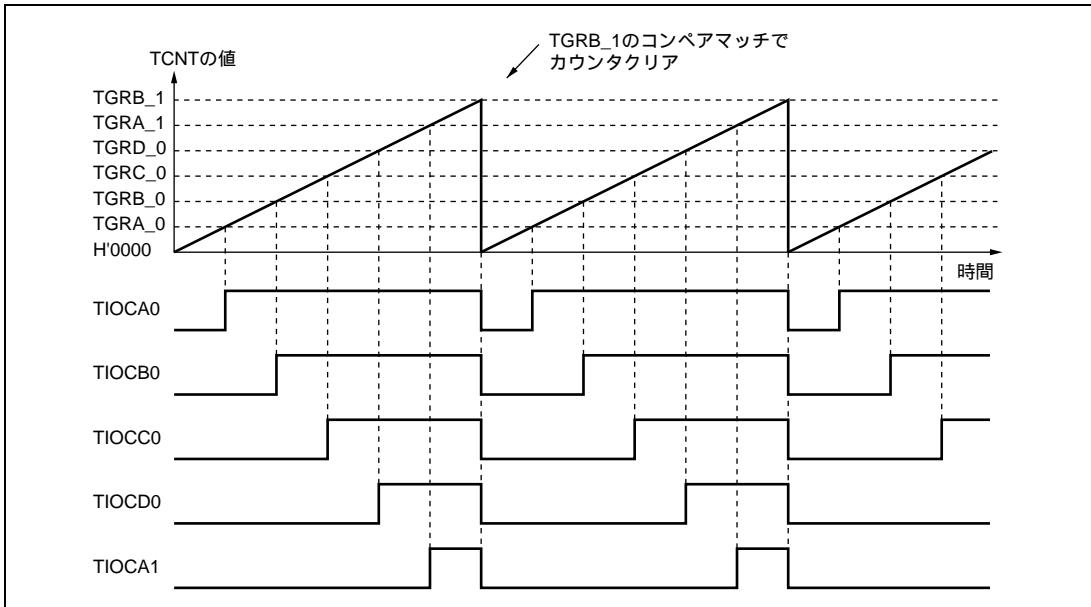 TGRB_1のコンペアマッチで
カウンタクリア
TCNTの値
TGRB_1
TGRA_1
TGRD_0
TGRC_0
TGRB_0
TGRA_0
H'0000
時間
TIOCA0
TIOCB0
TIOCC0
TIOCD0
TIOCA1